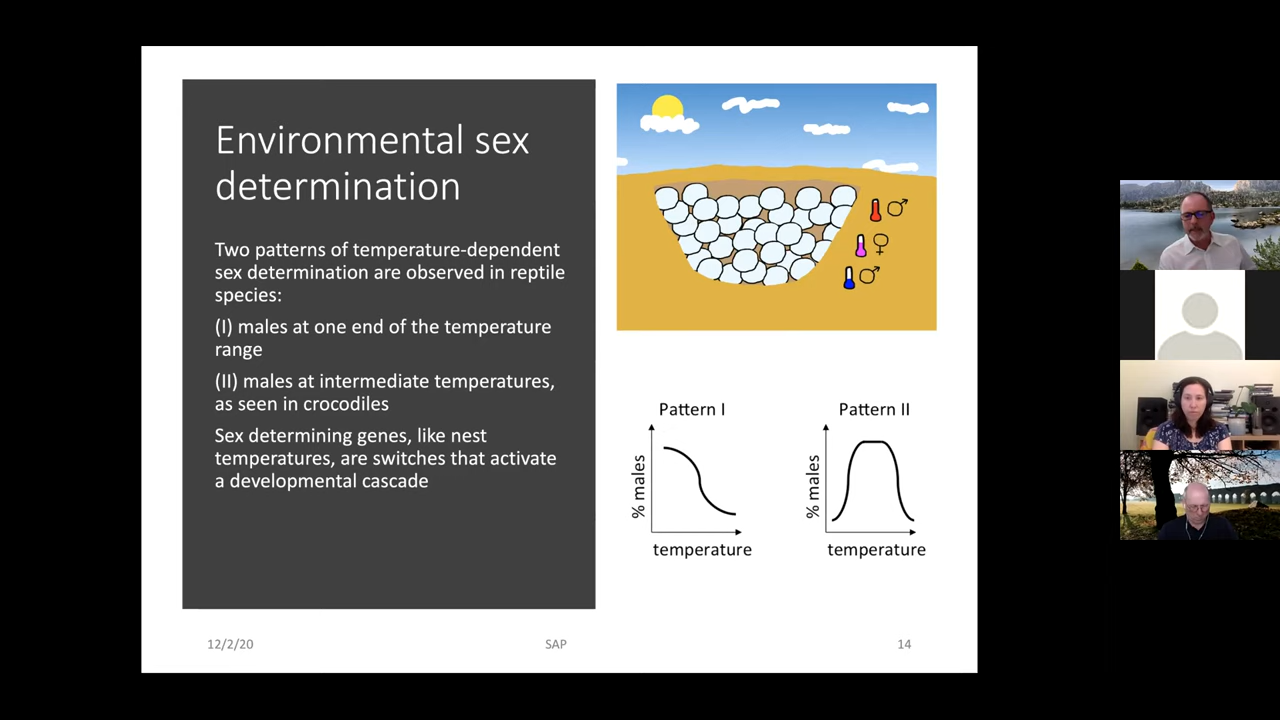 Environmental sex
determination
Two patterns of temperature-dependent
sex determination are observed in reptile
species:
(I) males at one end of the temperature
range
(II) males at intermediate temperatures,
as seen in crocodiles
Sex determining genes, like nest
temperatures, are switches that activate
a developmental cascade
♂
♀
♂
Pattern I
% males
temperature
Pattern II
% males
temperature
12/2/20
SAP
14